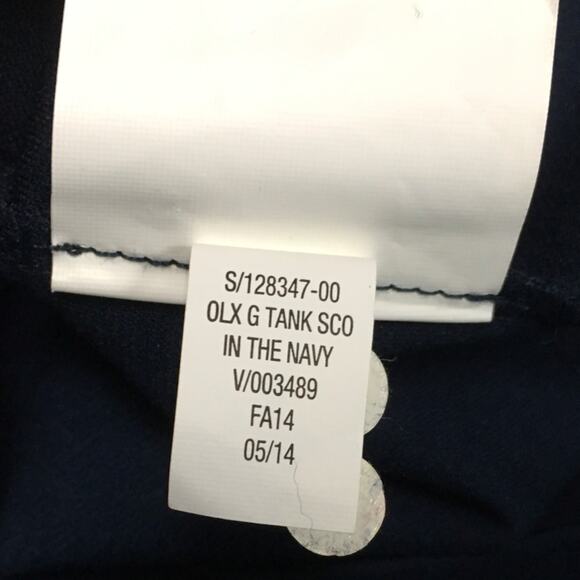 S/128347-00
OLX G TANK SCO
IN THE NAVY
V/003489
FA14
05/14